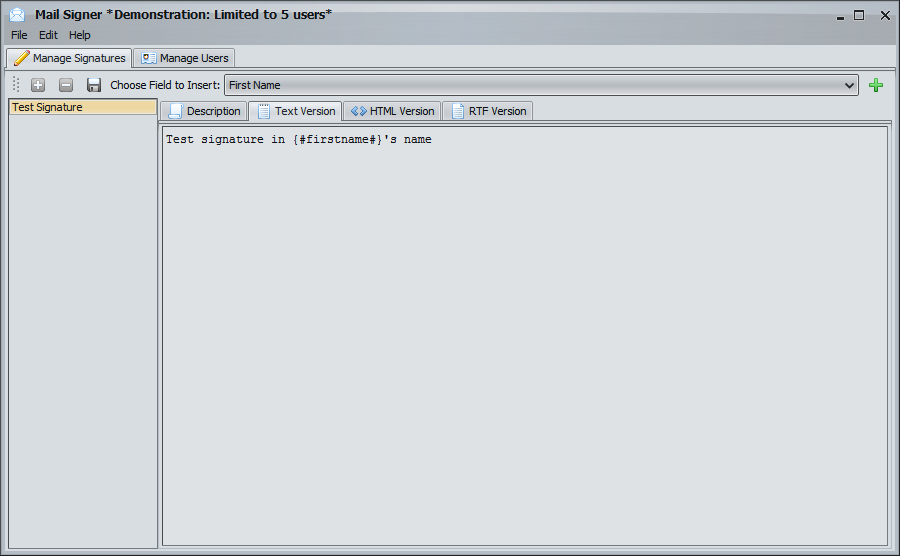 Mail Signer *Demonstration: Limited to 5 users*
File Edit Help
Manage Signatures Manage Users
Choose Field to Insert: First Name
Test Signature
Description Text Version HTML Version RTF Version
Test signature in {#firstname#}'s name